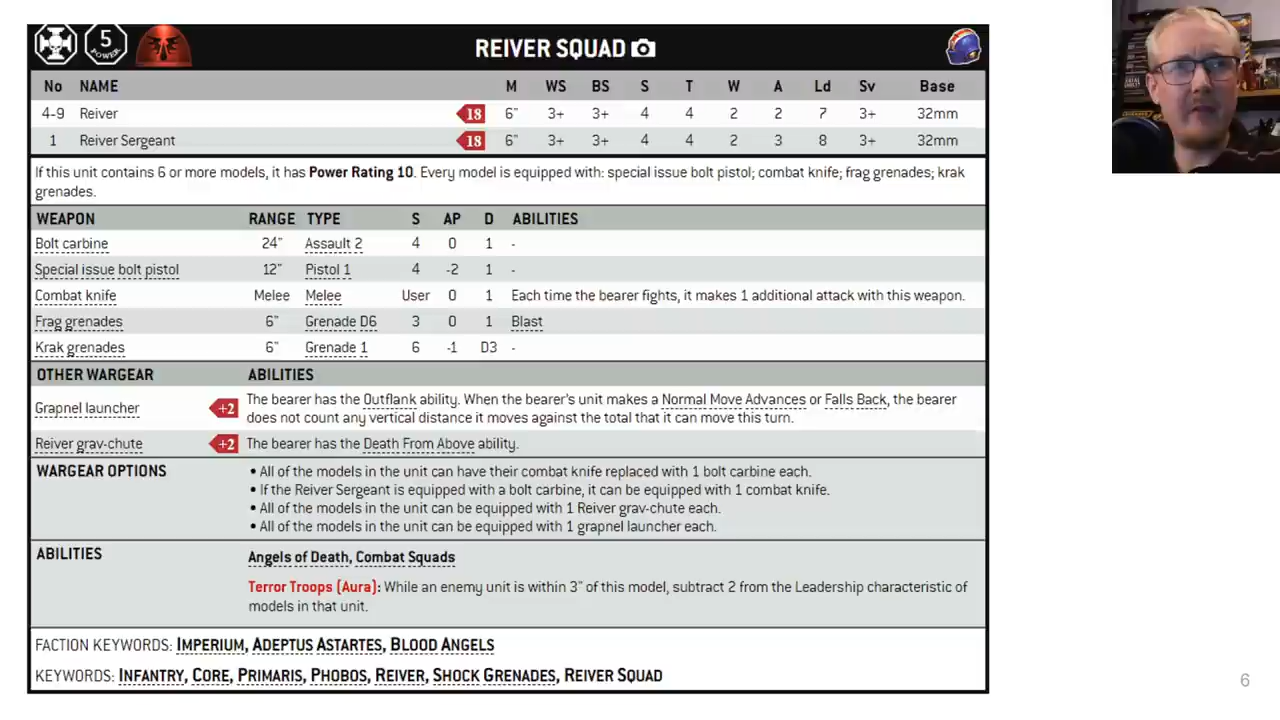 5
POWER
REIVER SQUAD
No NAME M WS BS S T W A Ld Sv Base
4-9 Reiver 18 6" 3+ 3+ 4 4 2 2 7 3+ 32mm
1 Reiver Sergeant 18 6" 3+ 3+ 4 4 2 3 8 3+ 32mm
If this unit contains 6 or more models, it has Power Rating 10. Every model is equipped with: special issue bolt pistol; combat knife; frag grenades; krak
grenades.
WEAPON RANGE TYPE S AP D ABILITIES
Bolt carbine 24" Assault 2 4 0 1 -
Special issue bolt pistol 12" Pistol 1 4 -2 1 -
Combat knife Melee Melee User 0 1 Each time the bearer fights, it makes 1 additional attack with this weapon.
Frag grenades 6" Grenade D6 3 0 1 Blast
Krak grenades 6" Grenade 1 6 -1 D3 -
OTHER WARGEAR ABILITIES
Grapnel launcher +2 The bearer has the Outflank ability. When the bearer's unit makes a Normal Move Advances or Falls Back, the bearer
does not count any vertical distance it moves against the total that it can move this turn.
Reiver grav-chute +2 The bearer has the Death From Above ability.
WARGEAR OPTIONS • All of the models in the unit can have their combat knife replaced with 1 bolt carbine each.
• If the Reiver Sergeant is equipped with a bolt carbine, it can be equipped with 1 combat knife.
• All of the models in the unit can be equipped with 1 Reiver grav-chute each.
• All of the models in the unit can be equipped with 1 grapnel launcher each.
ABILITIES Angels of Death, Combat Squads
Terror Troops (Aura): While an enemy unit is within 3" of this model, subtract 2 from the Leadership characteristic of
models in that unit.
FACTION KEYWORDS: IMPERIUM, ADEPTUS ASTARTES, BLOOD ANGELS
KEYWORDS: INFANTRY, CORE, PRIMARIS, PHOBOS, REIVER, SHOCK GRENADES, REIVER SQUAD
6